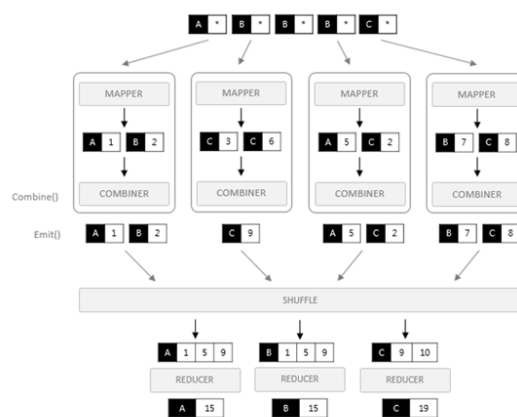 A * B * B * B * C *
MAPPER MAPPER MAPPER MAPPER
A 1 B 2 C 3 C 6 A 5 C 2 B 7 C 8
Combine() COMBINER COMBINER COMBINER COMBINER
Emit() A 1 B 2 C 9 A 5 C 2 B 7 C 8
SHUFFLE
A 1 5 9 B 1 5 9 C 9 10
REDUCER REDUCER REDUCER
A 15 B 15 C 19